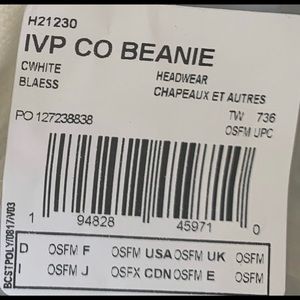 H21230
IVP CO BEANIE
CWHITE HEADWEAR
BLAESS CHAPEAUX ET AUTRES
PO 127238838 TW 736
OSFM UPC
1 94828 45971 0
D OSFM F OSFM USA OSFM UK OSFM
I OSFM J OSFX CDN OSFM E OSFM
BCSTPOLY/0817/V03